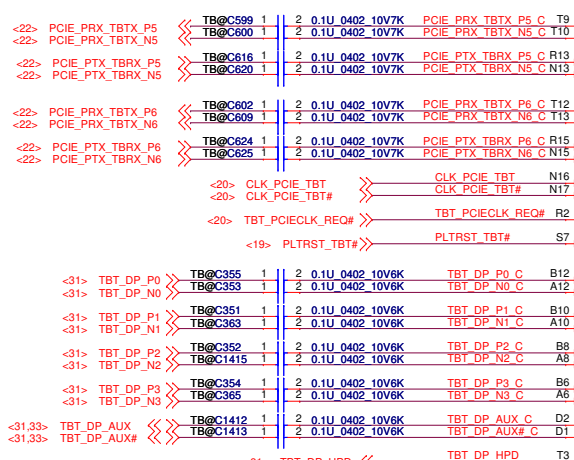 <22> PCIE_PRX_TBTX_P5 TB@C599 1 2 0.1U_0402_10V7K PCIE_PRX_TBTX_P5_C T9
<22> PCIE_PRX_TBTX_N5 TB@C600 1 2 0.1U_0402_10V7K PCIE_PRX_TBTX_N5_C T10
<22> PCIE_PTX_TBRX_P5 TB@C616 1 2 0.1U_0402_10V7K PCIE_PTX_TBRX_P5_C R13
<22> PCIE_PTX_TBRX_N5 TB@C620 1 2 0.1U_0402_10V7K PCIE_PTX_TBRX_N5_C N13
<22> PCIE_PRX_TBTX_P6 TB@C602 1 2 0.1U_0402_10V7K PCIE_PRX_TBTX_P6_C T12
<22> PCIE_PRX_TBTX_N6 TB@C609 1 2 0.1U_0402_10V7K PCIE_PRX_TBTX_N6_C T13
<22> PCIE_PTX_TBRX_P6 TB@C624 1 2 0.1U_0402_10V7K PCIE_PTX_TBRX_P6_C R15
<22> PCIE_PTX_TBRX_N6 TB@C625 1 2 0.1U_0402_10V7K PCIE_PTX_TBRX_N6_C N15
<20> CLK_PCIE_TBT CLK_PCIE_TBT N16
<20> CLK_PCIE_TBT# CLK_PCIE_TBT# N17
<20> TBT_PCIECLK_REQ# TBT_PCIECLK_REQ# R2
<19> PLTRST_TBT# PLTRST_TBT# S7
<31> TBT_DP_P0 TB@C355 1 2 0.1U_0402_10V6K TBT_DP_P0_C B12
<31> TBT_DP_N0 TB@C353 1 2 0.1U_0402_10V6K TBT_DP_N0_C A12
<31> TBT_DP_P1 TB@C351 1 2 0.1U_0402_10V6K TBT_DP_P1_C B10
<31> TBT_DP_N1 TB@C363 1 2 0.1U_0402_10V6K TBT_DP_N1_C A10
<31> TBT_DP_P2 TB@C352 1 2 0.1U_0402_10V6K TBT_DP_P2_C B8
<31> TBT_DP_N2 TB@C1415 1 2 0.1U_0402_10V6K TBT_DP_N2_C A8
<31> TBT_DP_P3 TB@C354 1 2 0.1U_0402_10V6K TBT_DP_P3_C B6
<31> TBT_DP_N3 TB@C365 1 2 0.1U_0402_10V6K TBT_DP_N3_C A6
<31,33> TBT_DP_AUX TB@C1412 1 2 0.1U_0402_10V6K TBT_DP_AUX_C D2
<31,33> TBT_DP_AUX# TB@C1413 1 2 0.1U_0402_10V6K TBT_DP_AUX#_C D1
TBT_DP_HPD T3